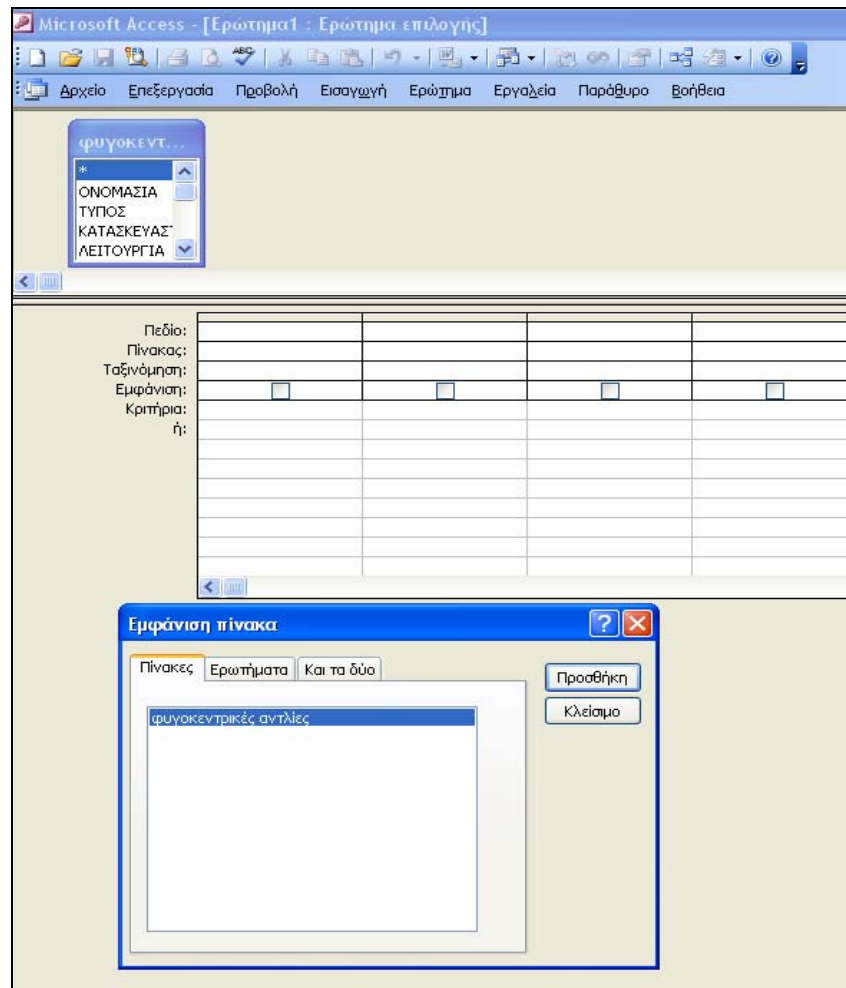 Microsoft Access - [Ερώτημα1 : Ερώτημα επιλογής]
Αρχείο Επεξεργασία Προβολή Εισαγωγή Ερώτημα Εργαλεία Παράθυρο Βοήθεια
φυγοκεντ...
*
ΟΝΟΜΑΣΙΑ
ΤΥΠΟΣ
ΚΑΤΑΣΚΕΥΑΣ
ΛΕΙΤΟΥΡΓΙΑ
Πεδίο:
Πίνακας:
Ταξινόμηση:
Εμφάνιση:
Κριτήρια:
ή:
Εμφάνιση πίνακα
Πίνακες Ερωτήματα Και τα δύο
Προσθήκη
Κλείσιμο
φυγοκεντρικές αντλίες